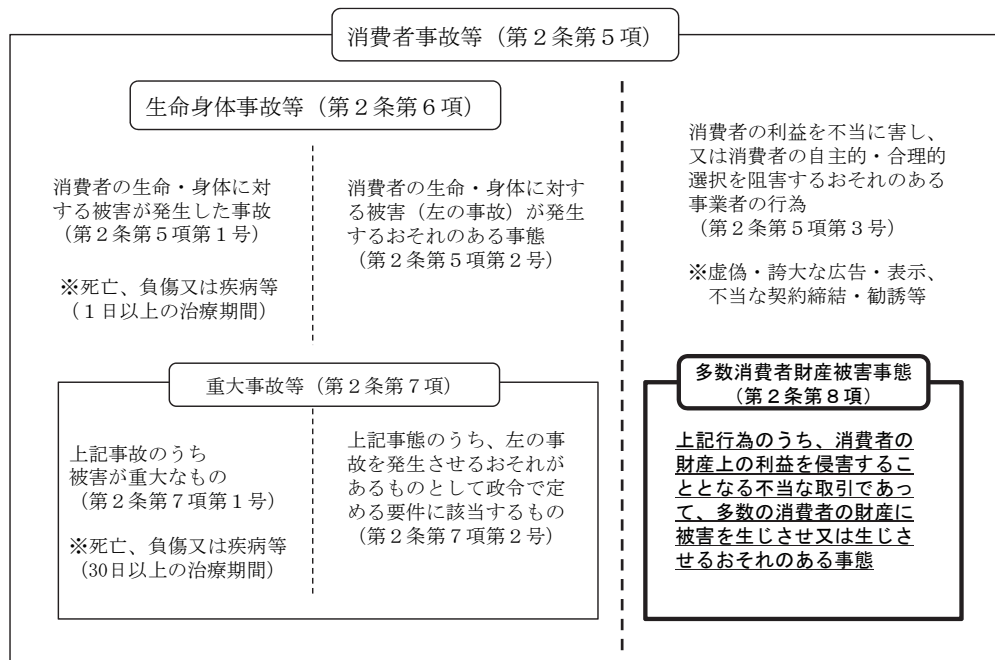 消費者事故等（第２条第５項）
生命身体事故等（第２条第６項）
消費者の生命・身体に対
する被害が発生した事故
（第２条第５項第１号）
※死亡、負傷又は疾病等
（１日以上の治療期間）
消費者の生命・身体に対す
る被害（左の事故）が発生
するおそれのある事態
（第２条第５項第２号）
消費者の利益を不当に害し、
又は消費者の自主的・合理的
選択を阻害するおそれのある
事業者の行為
（第２条第５項第３号）
※虚偽・誇大な広告・表示、
不当な契約締結・勧誘等
重大事故等（第２条第７項）
上記事故のうち
被害が重大なもの
（第２条第７項第１号）
※死亡、負傷又は疾病等
（30日以上の治療期間）
上記事態のうち、左の事
故を発生させるおそれが
あるものとして政令で定
める要件に該当するもの
（第２条第７項第２号）
多数消費者財産被害事態
（第２条第８項）
上記行為のうち、消費者の
財産上の利益を侵害するこ
ととなる不当な取引であっ
て、多数の消費者の財産に
被害を生じさせ又は生じさ
せるおそれのある事態